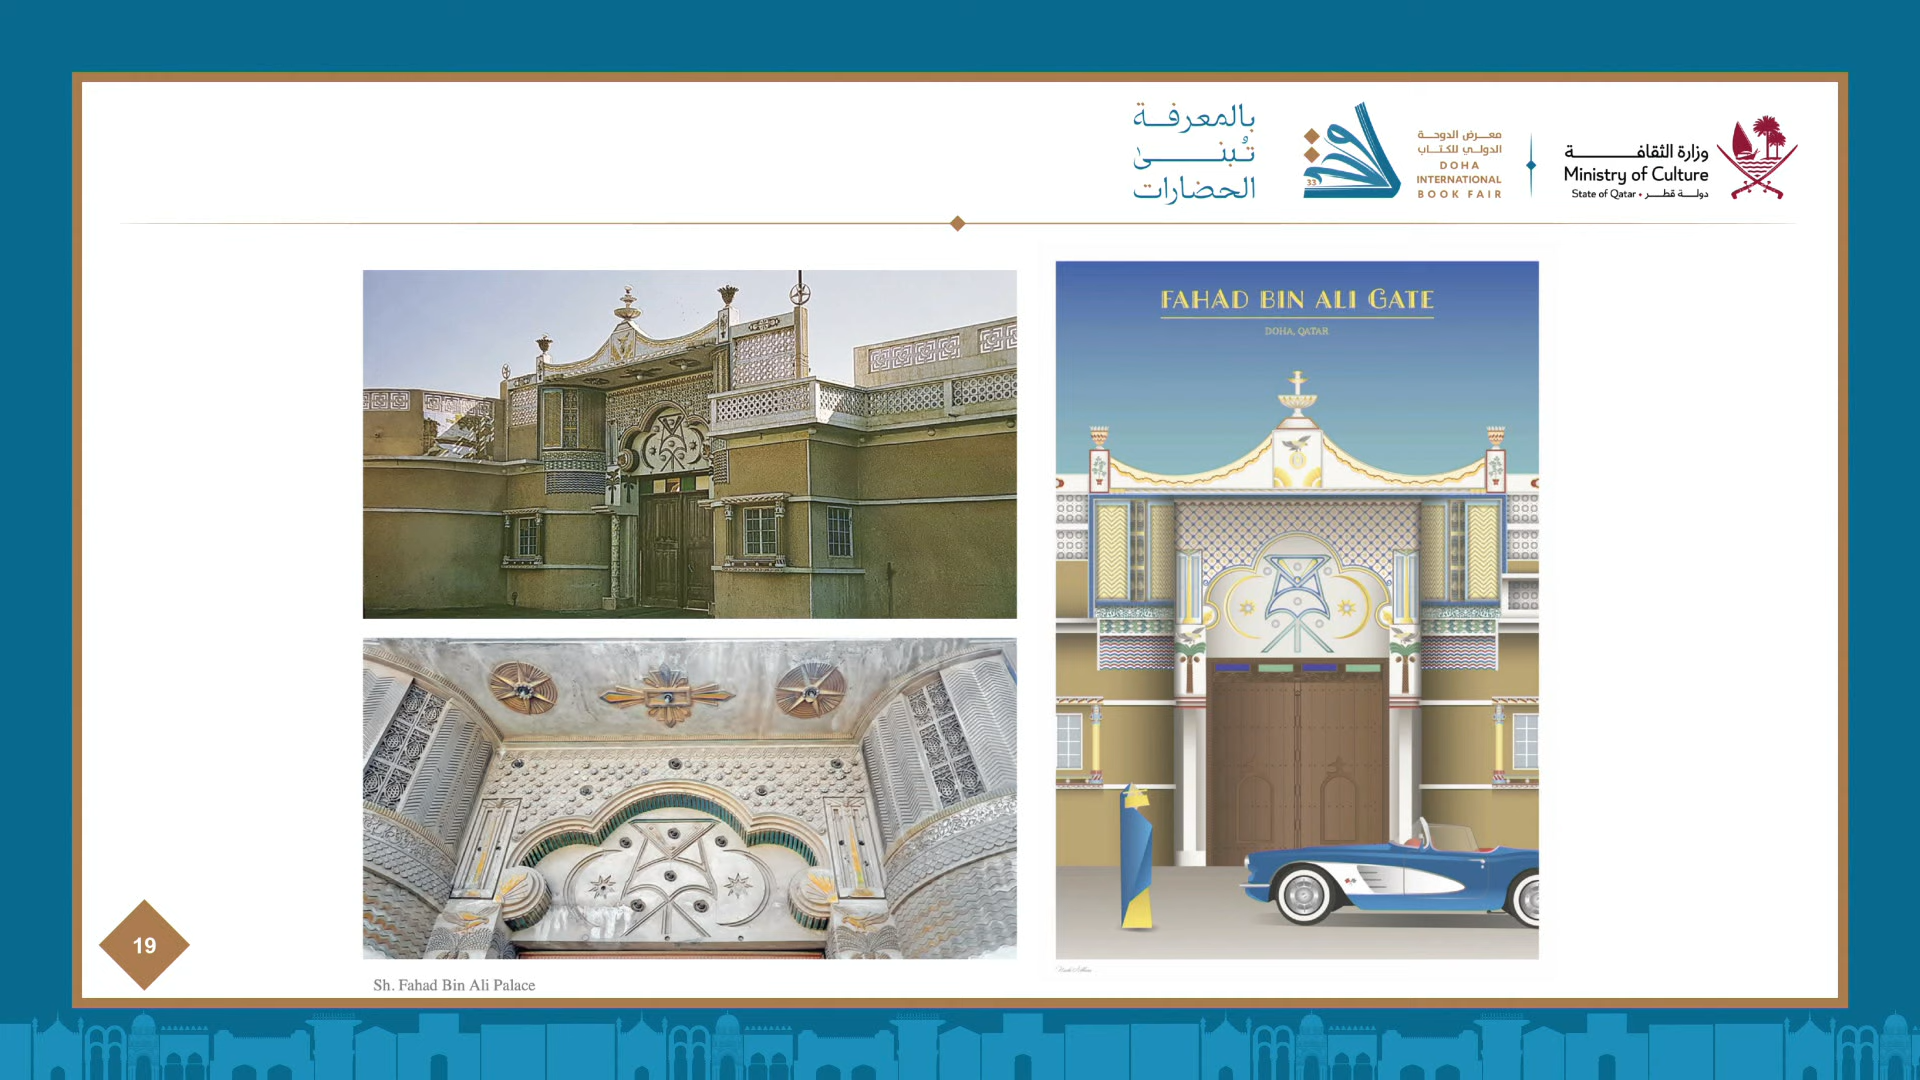 بالمعرفة
تُبنى
الحضارات
33
معرض الدوحة
الدولي للكتاب
DOHA
INTERNATIONAL
BOOK FAIR
وزارة الثقافة
Ministry of Culture
State of Qatar • دولة قطر
FAHAD BIN ALI GATE
DOHA, QATAR
19
Sh. Fahad Bin Ali Palace